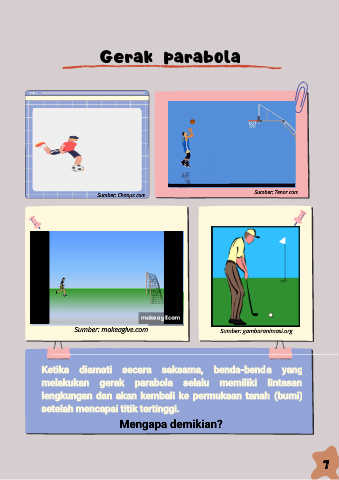 Gerak parabola
Sumber: Chonyx.com
Sumber: Tenor.com
makeagif.com
Sumber: makeagive.com
Sumber: gambaranimasi.org
Ketika diamati secara saksama, benda-benda yang
melakukan gerak parabola selalu memiliki lintasan
lengkungan dan akan kembali ke permukaan tanah (bumi)
setelah mencapai titik tertinggi.
Mengapa demikian?
7